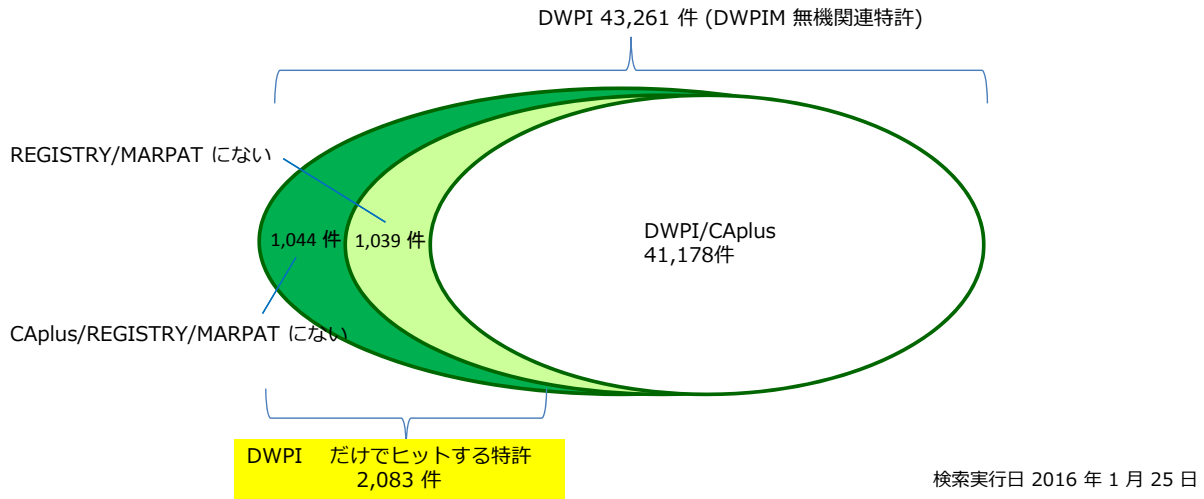 DWPI 43,261 件 (DWPIM 無機関連特許)
REGISTRY/MARPAT にない
1,044 件
1,039 件
DWPI/CAplus
41,178件
CAplus/REGISTRY/MARPAT にない
DWPI だけでヒットする特許
2,083 件
検索実行日 2016 年 1 月 25 日